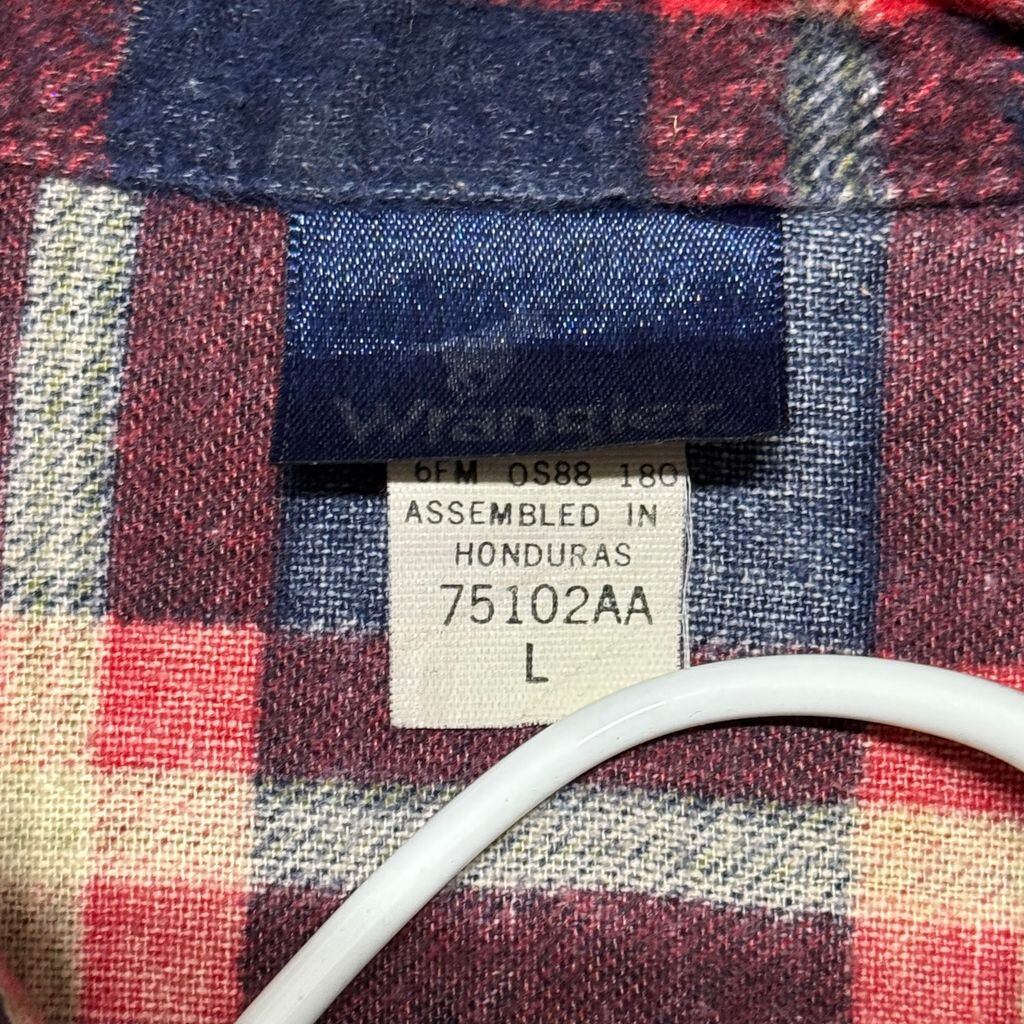 Wrangler
6FM 0S88 180
ASSEMBLED IN
HONDURAS
75102AA
L